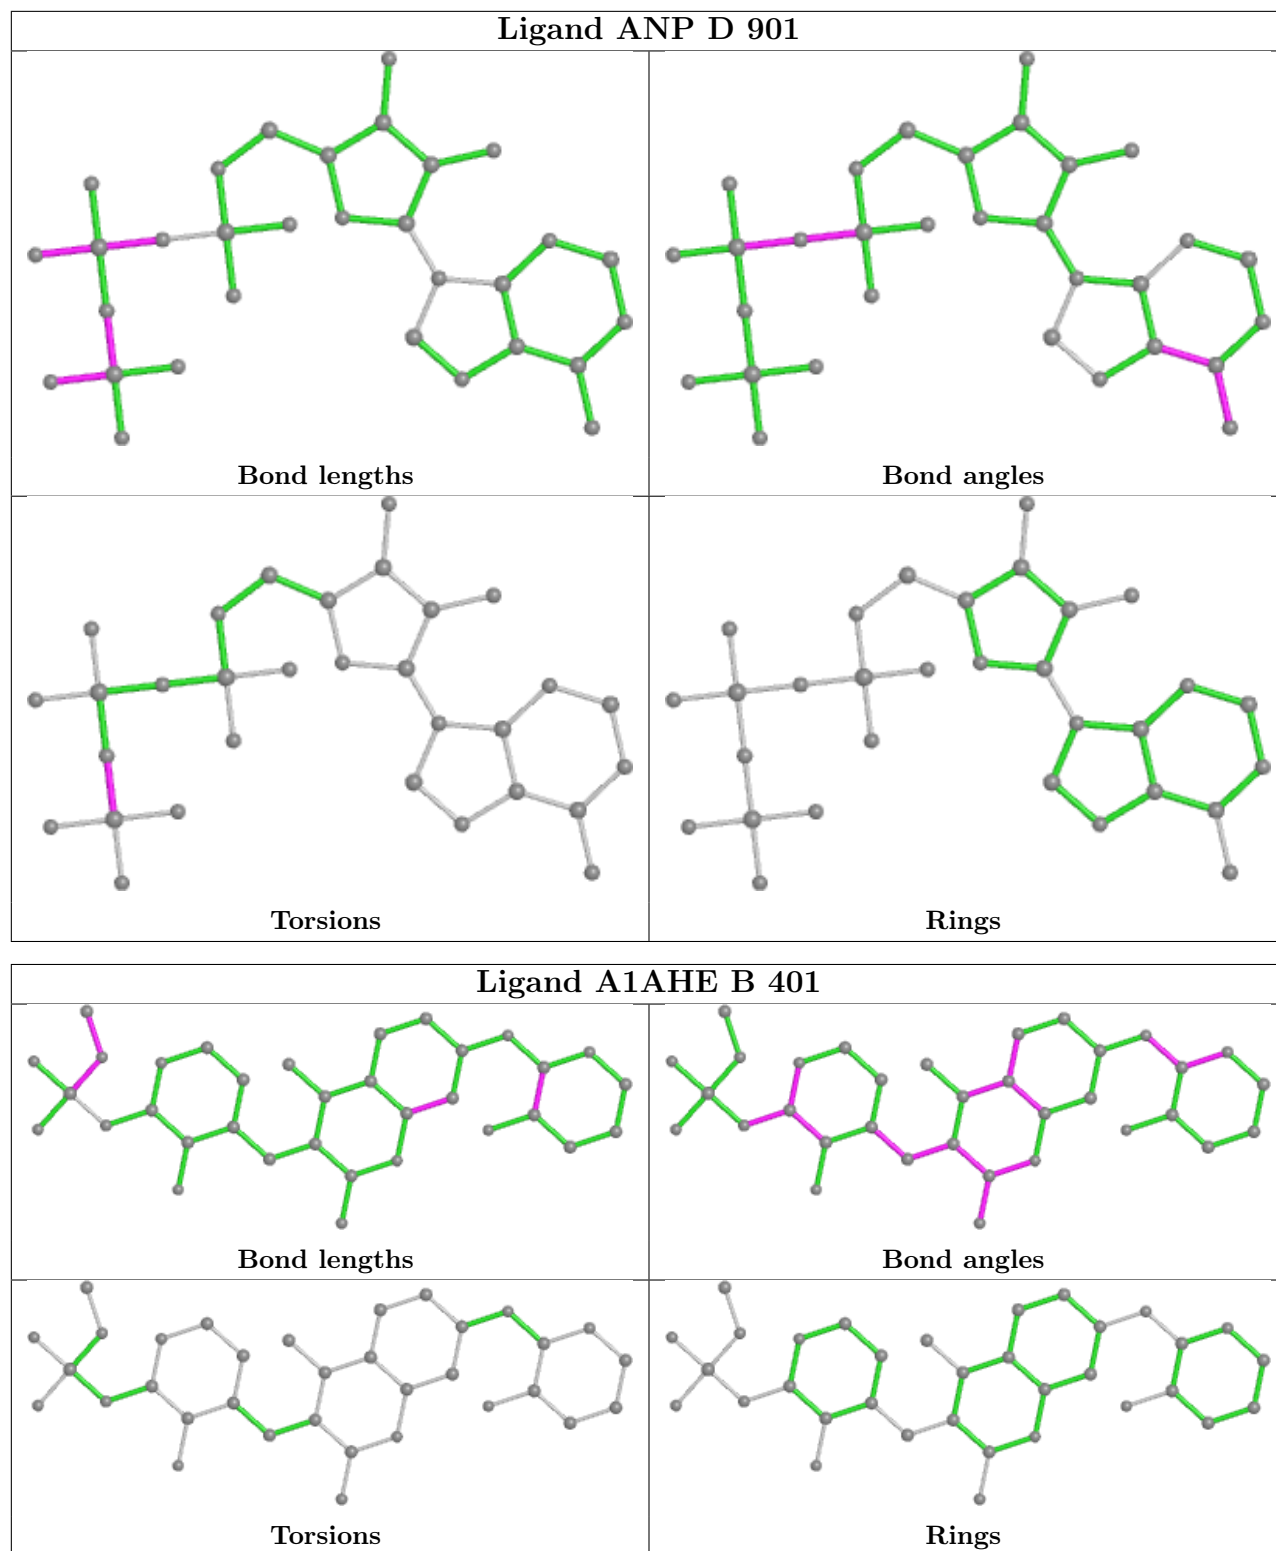 Ligand ANP D 901
Bond lengths
Bond angles
Torsions
Rings
Ligand A1AHE B 401
Bond lengths
Bond angles
Torsions
Rings